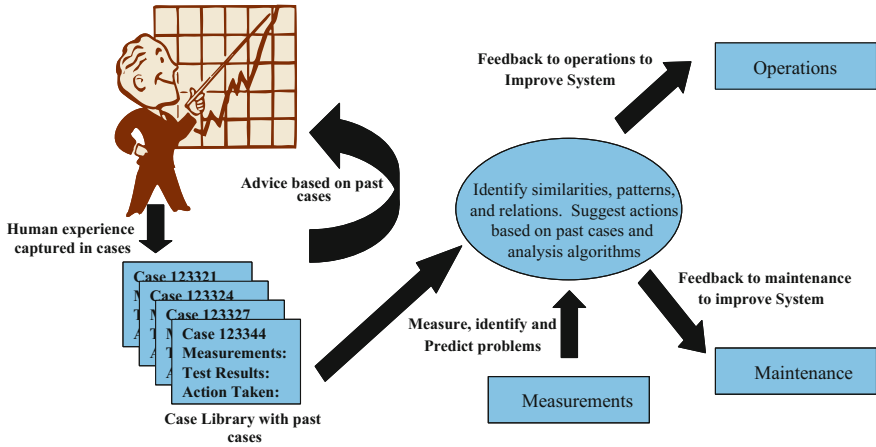 Feedback to operations to
Improve System
Operations
Advice based on past
cases
Identify similarities, patterns,
and relations.  Suggest actions
based on past cases and
analysis algorithms
Human experience
captured in cases
Case 123321
M
T
A
Case 123324
M
T
A
Case 123327
M
T
A
Case 123344
Measurements:
Test Results:
Action Taken:
Case Library with past
cases
Measure, identify and
Predict problems
Measurements
Feedback to maintenance
to improve System
Maintenance